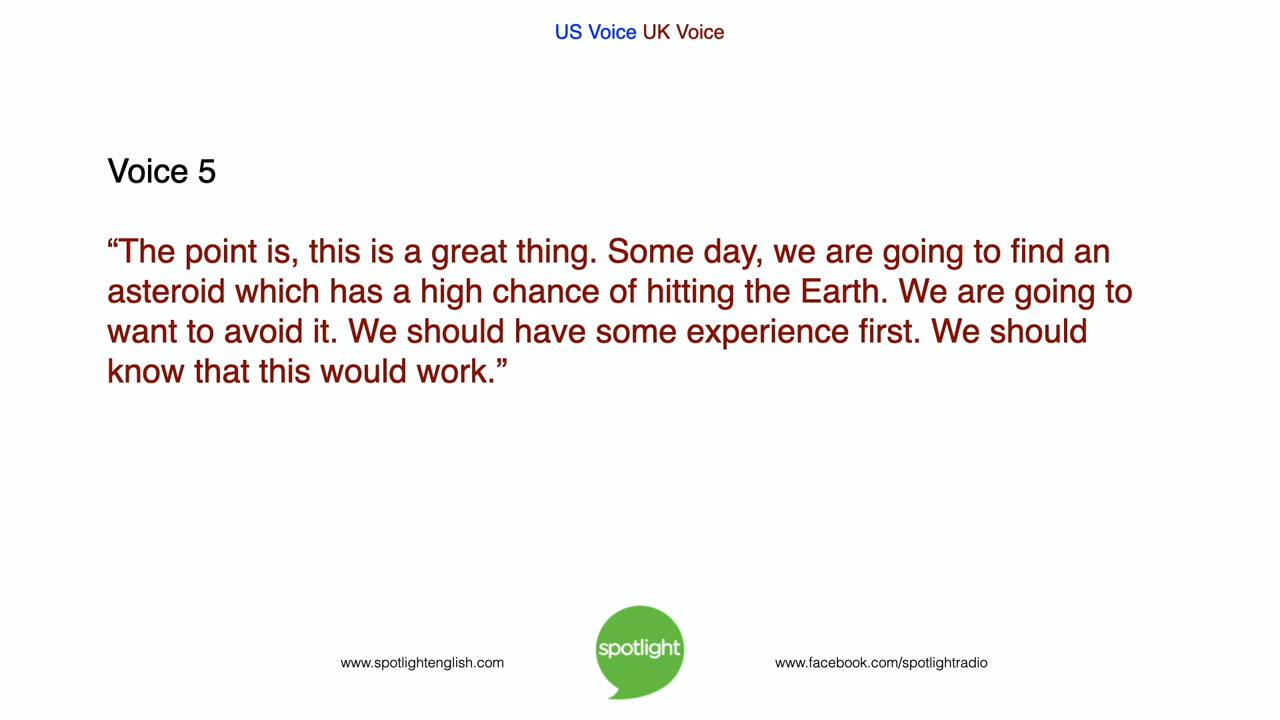 US Voice UK Voice
Voice 5
“The point is, this is a great thing. Some day, we are going to find an
asteroid which has a high chance of hitting the Earth. We are going to
want to avoid it. We should have some experience first. We should
know that this would work.”
www.spotlightenglish.com
spotlight
www.facebook.com/spotlightradio